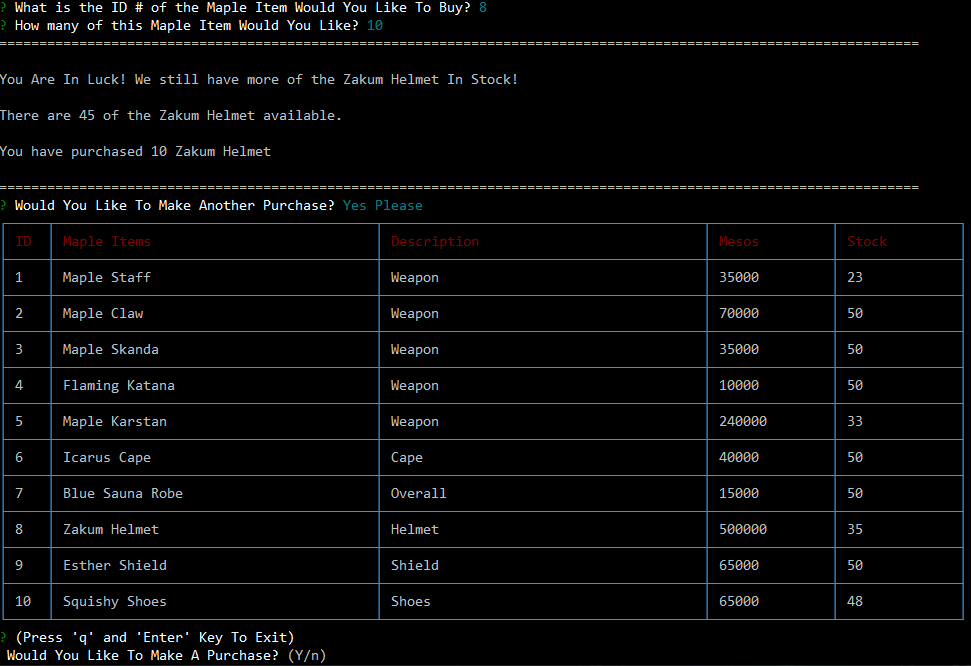 ? What is the ID # of the Maple Item Would You Like To Buy? 8
? How many of this Maple Item Would You Like? 10
===================================================================================================================
You Are In Luck! We still have more of the Zakum Helmet In Stock!
There are 45 of the Zakum Helmet available.
You have purchased 10 Zakum Helmet
===================================================================================================================
? Would You Like To Make Another Purchase? Yes Please
ID Maple Items Description Mesos Stock
1 Maple Staff Weapon 35000 23
2 Maple Claw Weapon 70000 50
3 Maple Skanda Weapon 35000 50
4 Flaming Katana Weapon 10000 50
5 Maple Karstan Weapon 240000 33
6 Icarus Cape Cape 40000 50
7 Blue Sauna Robe Overall 15000 50
8 Zakum Helmet Helmet 500000 35
9 Esther Shield Shield 65000 50
10 Squishy Shoes Shoes 65000 48
? (Press 'q' and 'Enter' Key To Exit)
Would You Like To Make A Purchase? (Y/n)